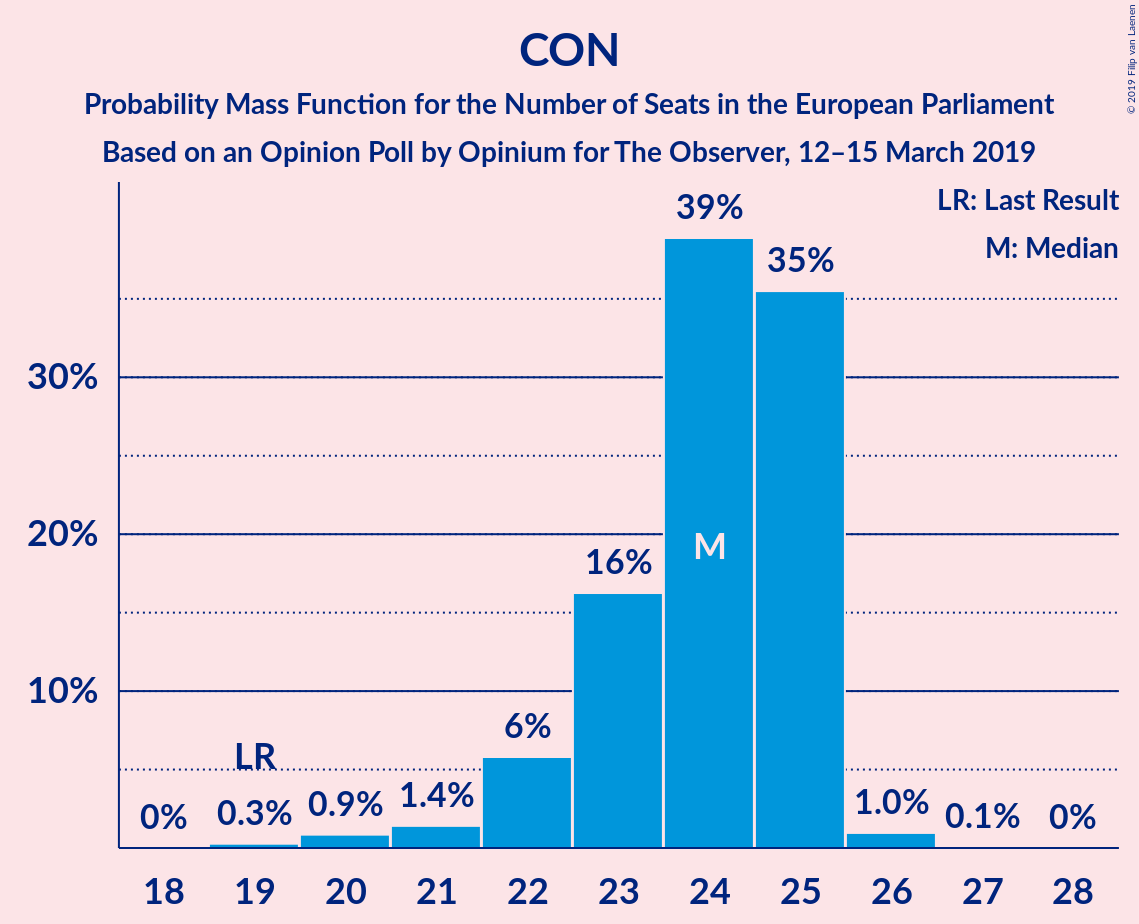 CON
Probability Mass Function for the Number of Seats in the European Parliament
Based on an Opinion Poll by Opinium for The Observer, 12–15 March 2019
© 2019 Filip van Laenen
LR: Last Result
M: Median
39%
35%
30%
20%
M
16%
10%
6%
LR
0%
0.3%
0.9%
1.4%
1.0%
0.1%
0%
18 19 20 21 22 23 24 25 26 27 28